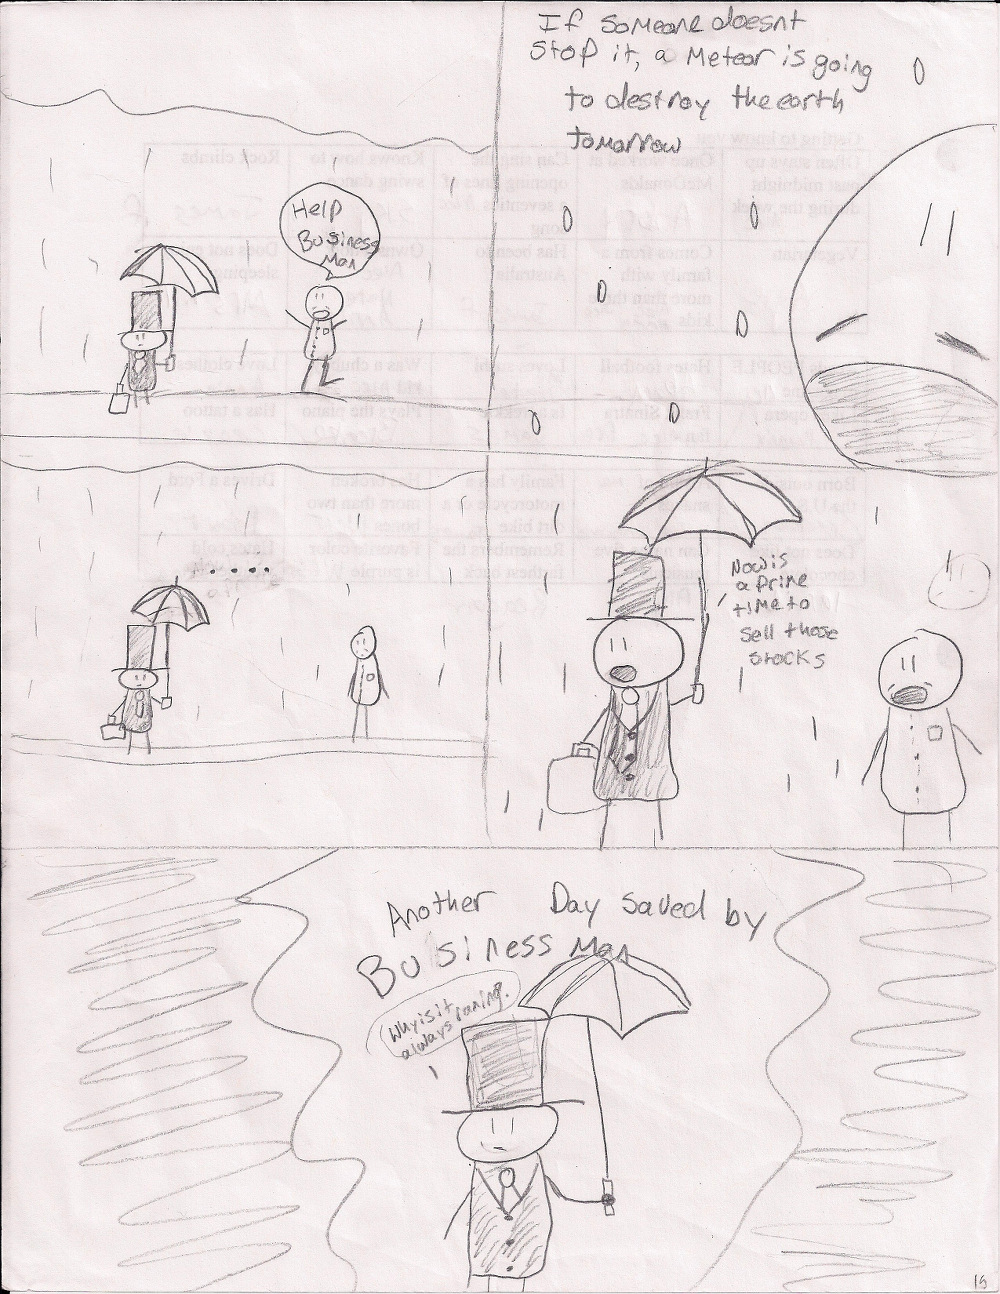 Help
Business
Man
If someone doesnt
stop it, a Meteor is going
to destroy the earth
tomorrow
.....
Now is
a prime
time to
sell those
stocks
Another Day saved by
Business Man
Why is it
always raning.
15